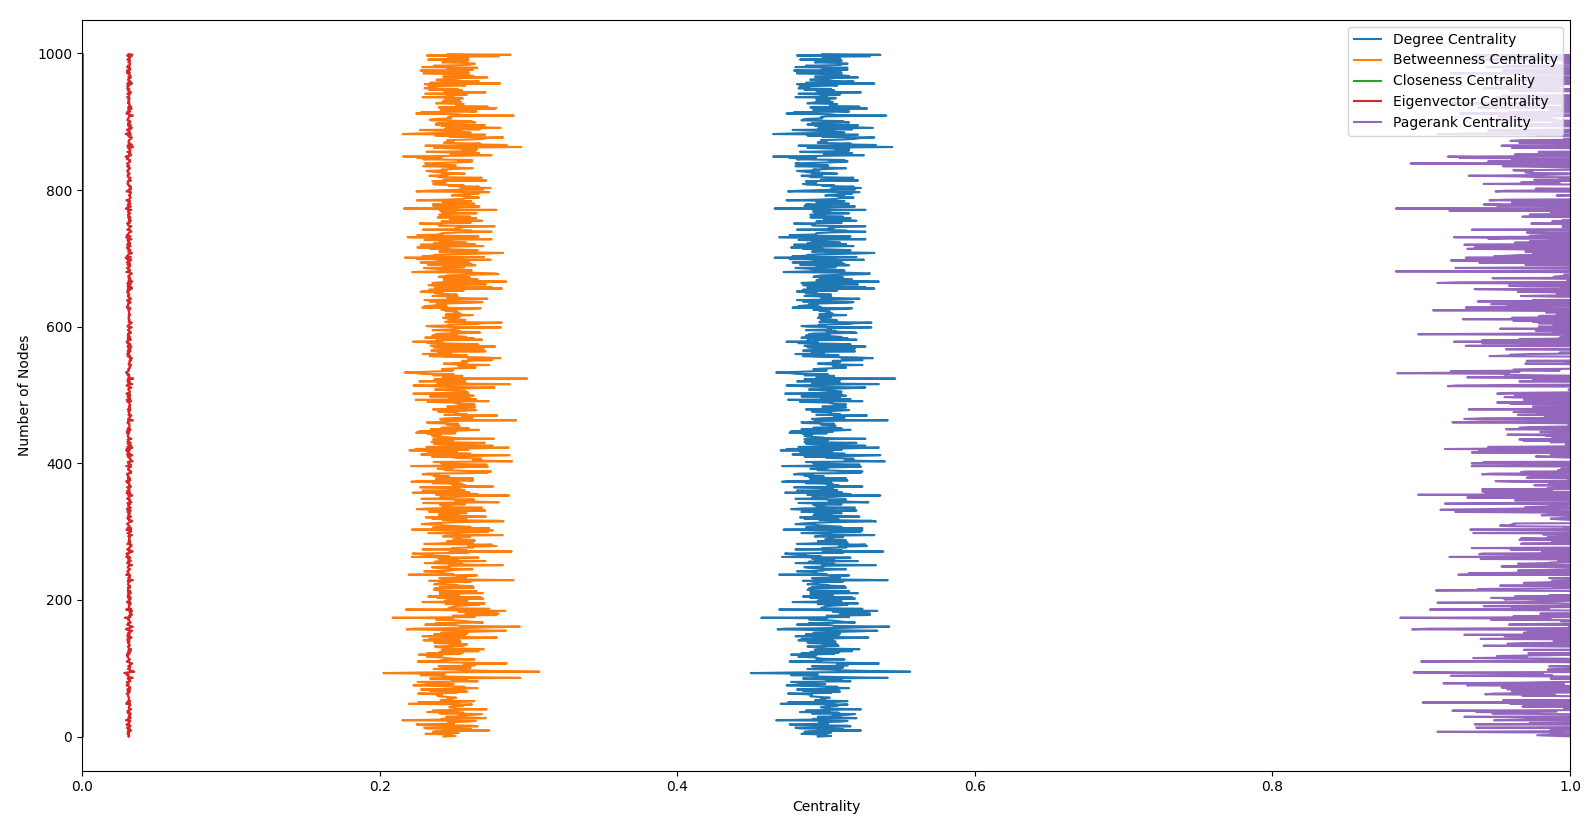 Degree Centrality
Betweenness Centrality
Closeness Centrality
Eigenvector Centrality
Pagerank Centrality
1000
800
600
400
200
0
Number of Nodes
0.0
0.2
0.4
0.6
0.8
1.0
Centrality